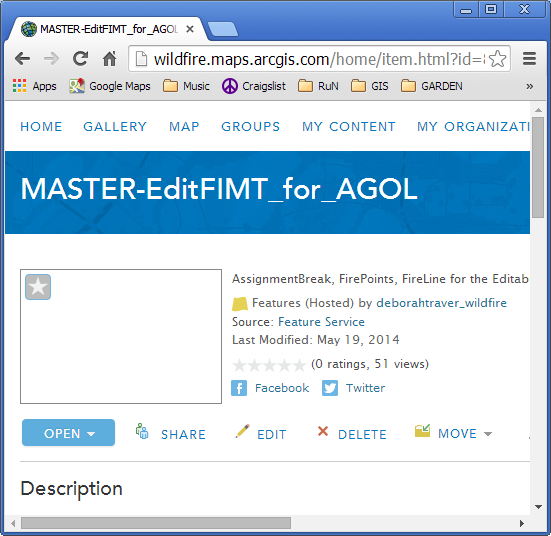 MASTER-EditFIMT_for_AGOL
wildfire.maps.arcgis.com/home/item.html?id=
Apps Google Maps Music Craigslist RuN GIS GARDEN »
HOME GALLERY MAP GROUPS MY CONTENT MY ORGANIZATI
MASTER-EditFIMT_for_AGOL
AssignmentBreak, FirePoints, FireLine for the Editab
Features (Hosted) by deborahtraver_wildfire
Source: Feature Service
Last Modified: May 19, 2014
(0 ratings, 51 views)
Facebook Twitter
OPEN SHARE EDIT DELETE MOVE
Description